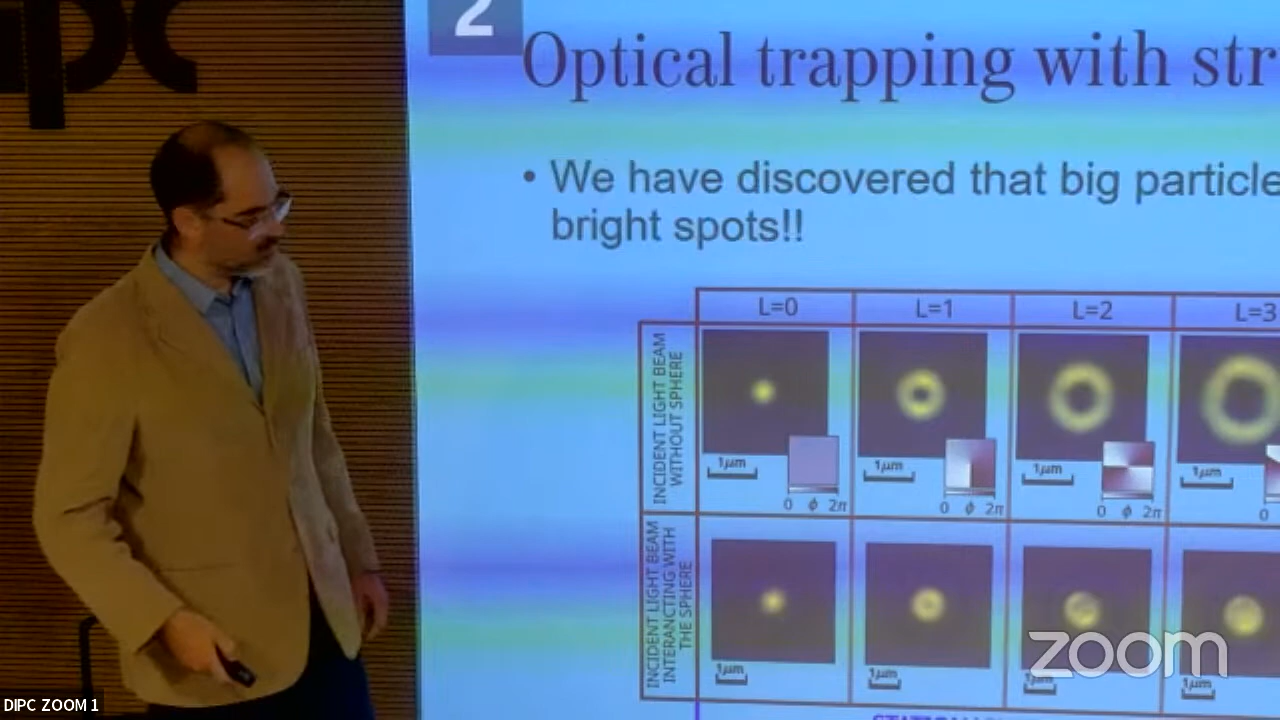 ipc
2
Optical trapping with str
• We have discovered that big particle
bright spots!!
L=0 L=1 L=2 L=3
INCIDENT LIGHT BEAM
WITHOUT SPHERE
1μm 1μm 1μm 1μm
0 ϕ 2π 0 ϕ 2π 0 ϕ 2π 0
INCIDENT LIGHT BEAM
INTERANCTING WITH
THE SPHERE
1μm 1μm 1μm 1μm
zoom
DIPC ZOOM 1